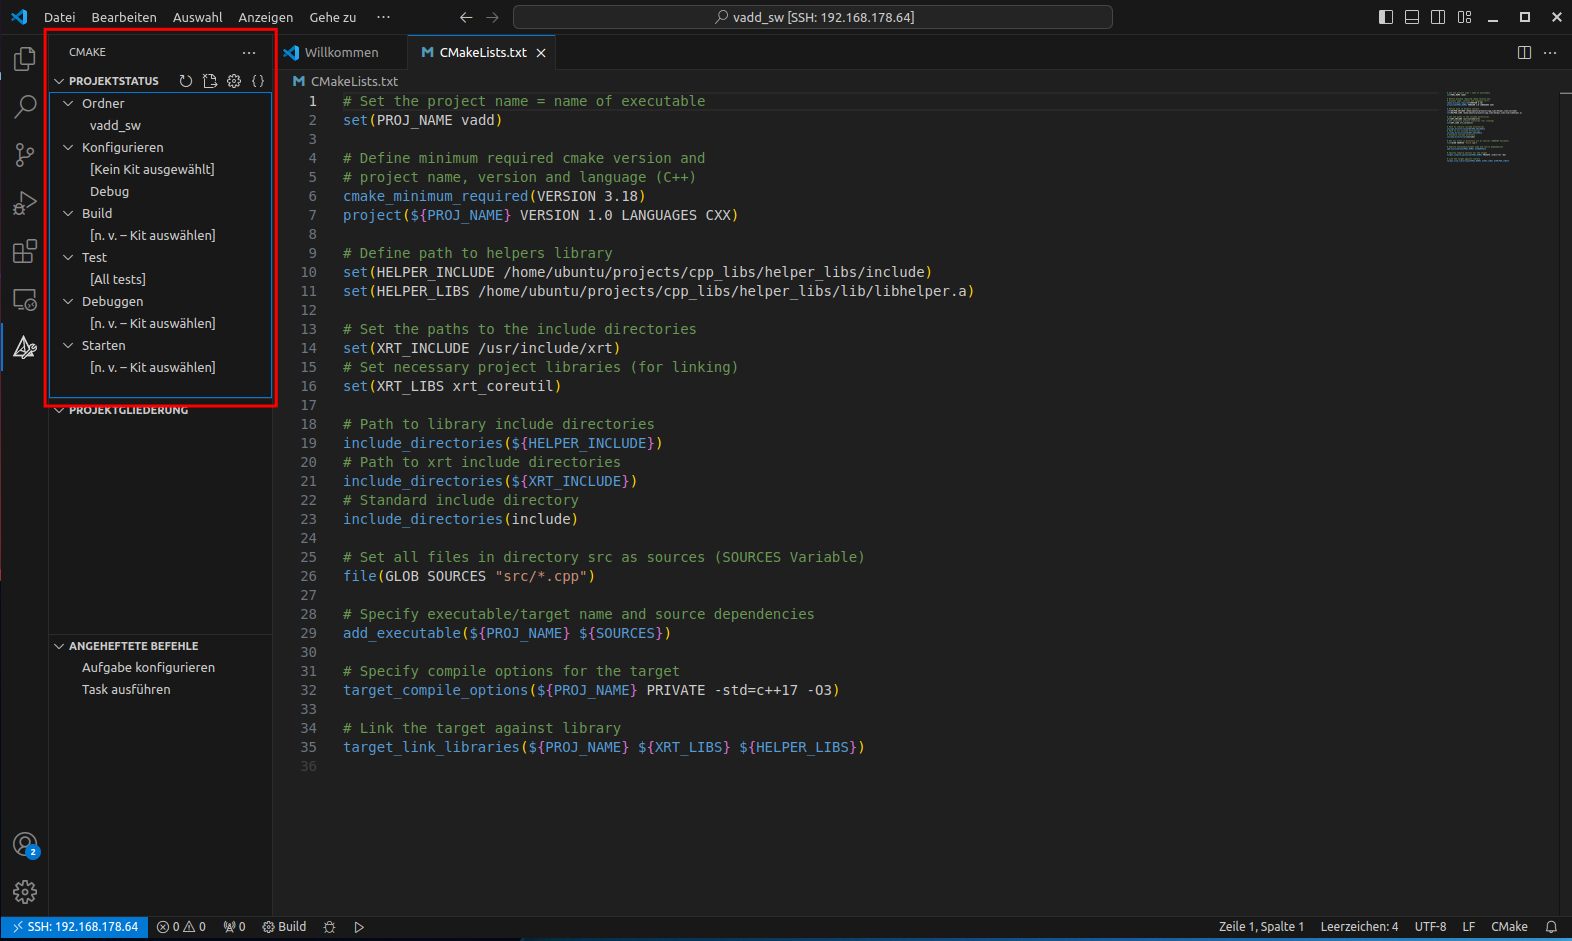 Datei Bearbeiten Auswahl Anzeigen Gehe zu ··· vadd_sw [SSH: 192.168.178.64]
CMAKE ···
Willkommen
CMakeLists.txt
PROJEKTSTATUS
Ordner
vadd_sw
Konfigurieren
[Kein Kit ausgewählt]
Debug
Build
[n. v. – Kit auswählen]
Test
[All tests]
Debuggen
[n. v. – Kit auswählen]
Starten
[n. v. – Kit auswählen]
PROJEKTGLIEDERUNG
ANGEHEFTETE BEFEHLE
Aufgabe konfigurieren
Task ausführen
CMakeLists.txt
1 # Set the project name = name of executable
2 set(PROJ_NAME vadd)
3
4 # Define minimum required cmake version and
5 # project name, version and language (C++)
6 cmake_minimum_required(VERSION 3.18)
7 project(${PROJ_NAME} VERSION 1.0 LANGUAGES CXX)
8
9 # Define path to helpers library
10 set(HELPER_INCLUDE /home/ubuntu/projects/cpp_libs/helper_libs/include)
11 set(HELPER_LIBS /home/ubuntu/projects/cpp_libs/helper_libs/lib/libhelper.a)
12
13 # Set the paths to the include directories
14 set(XRT_INCLUDE /usr/include/xrt)
15 # Set necessary project libraries (for linking)
16 set(XRT_LIBS xrt_coreutil)
17
18 # Path to library include directories
19 include_directories(${HELPER_INCLUDE})
20 # Path to xrt include directories
21 include_directories(${XRT_INCLUDE})
22 # Standard include directory
23 include_directories(include)
24
25 # Set all files in directory src as sources (SOURCES Variable)
26 file(GLOB SOURCES "src/*.cpp")
27
28 # Specify executable/target name and source dependencies
29 add_executable(${PROJ_NAME} ${SOURCES})
30
31 # Specify compile options for the target
32 target_compile_options(${PROJ_NAME} PRIVATE -std=c++17 -O3)
33
34 # Link the target against library
35 target_link_libraries(${PROJ_NAME} ${XRT_LIBS} ${HELPER_LIBS})
36
2
SSH: 192.168.178.64 0 0 0 Build Zeile 1, Spalte 1 Leerzeichen: 4 UTF-8 LF CMake